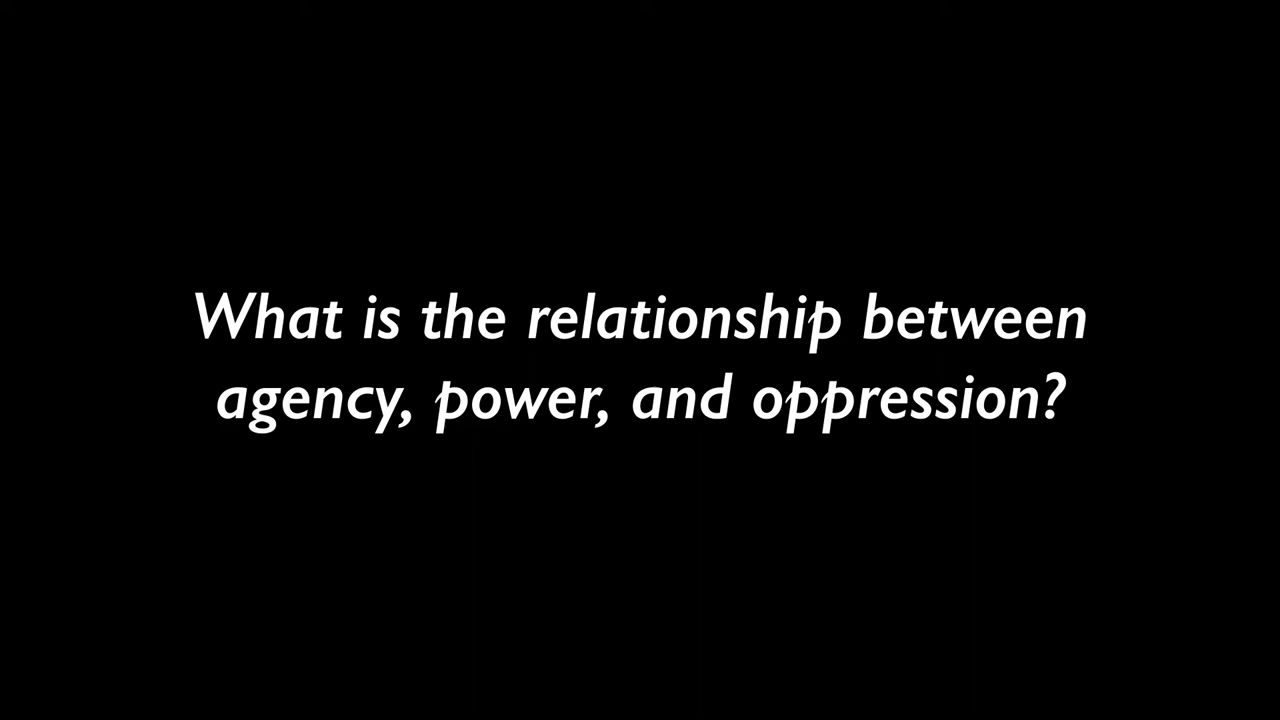 What is the relationship between
agency, power, and oppression?